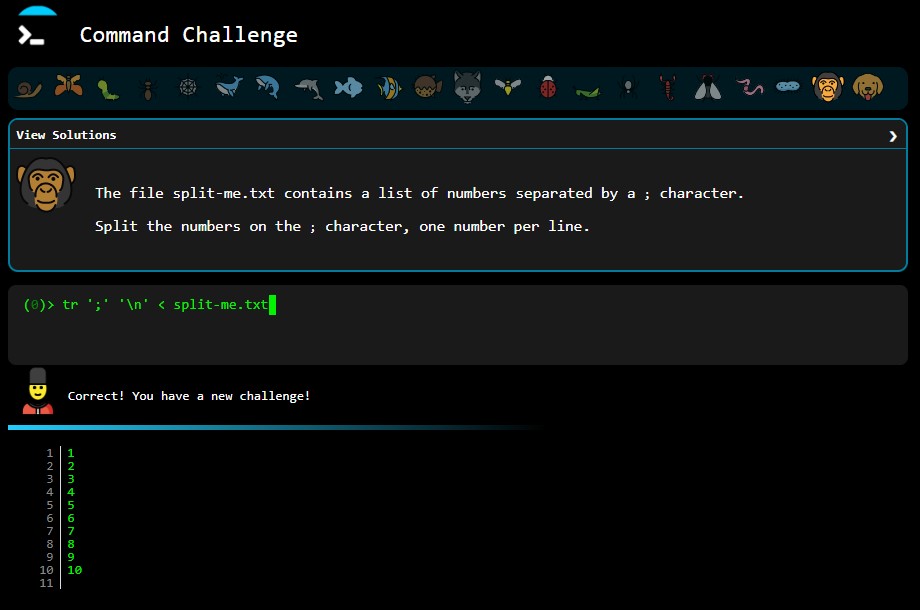 Command Challenge
View Solutions
The file split-me.txt contains a list of numbers separated by a ; character.
Split the numbers on the ; character, one number per line.
(0)> tr ';' '\n' < split-me.txt
Correct! You have a new challenge!
1 1
2 2
3 3
4 4
5 5
6 6
7 7
8 8
9 9
10 10
11